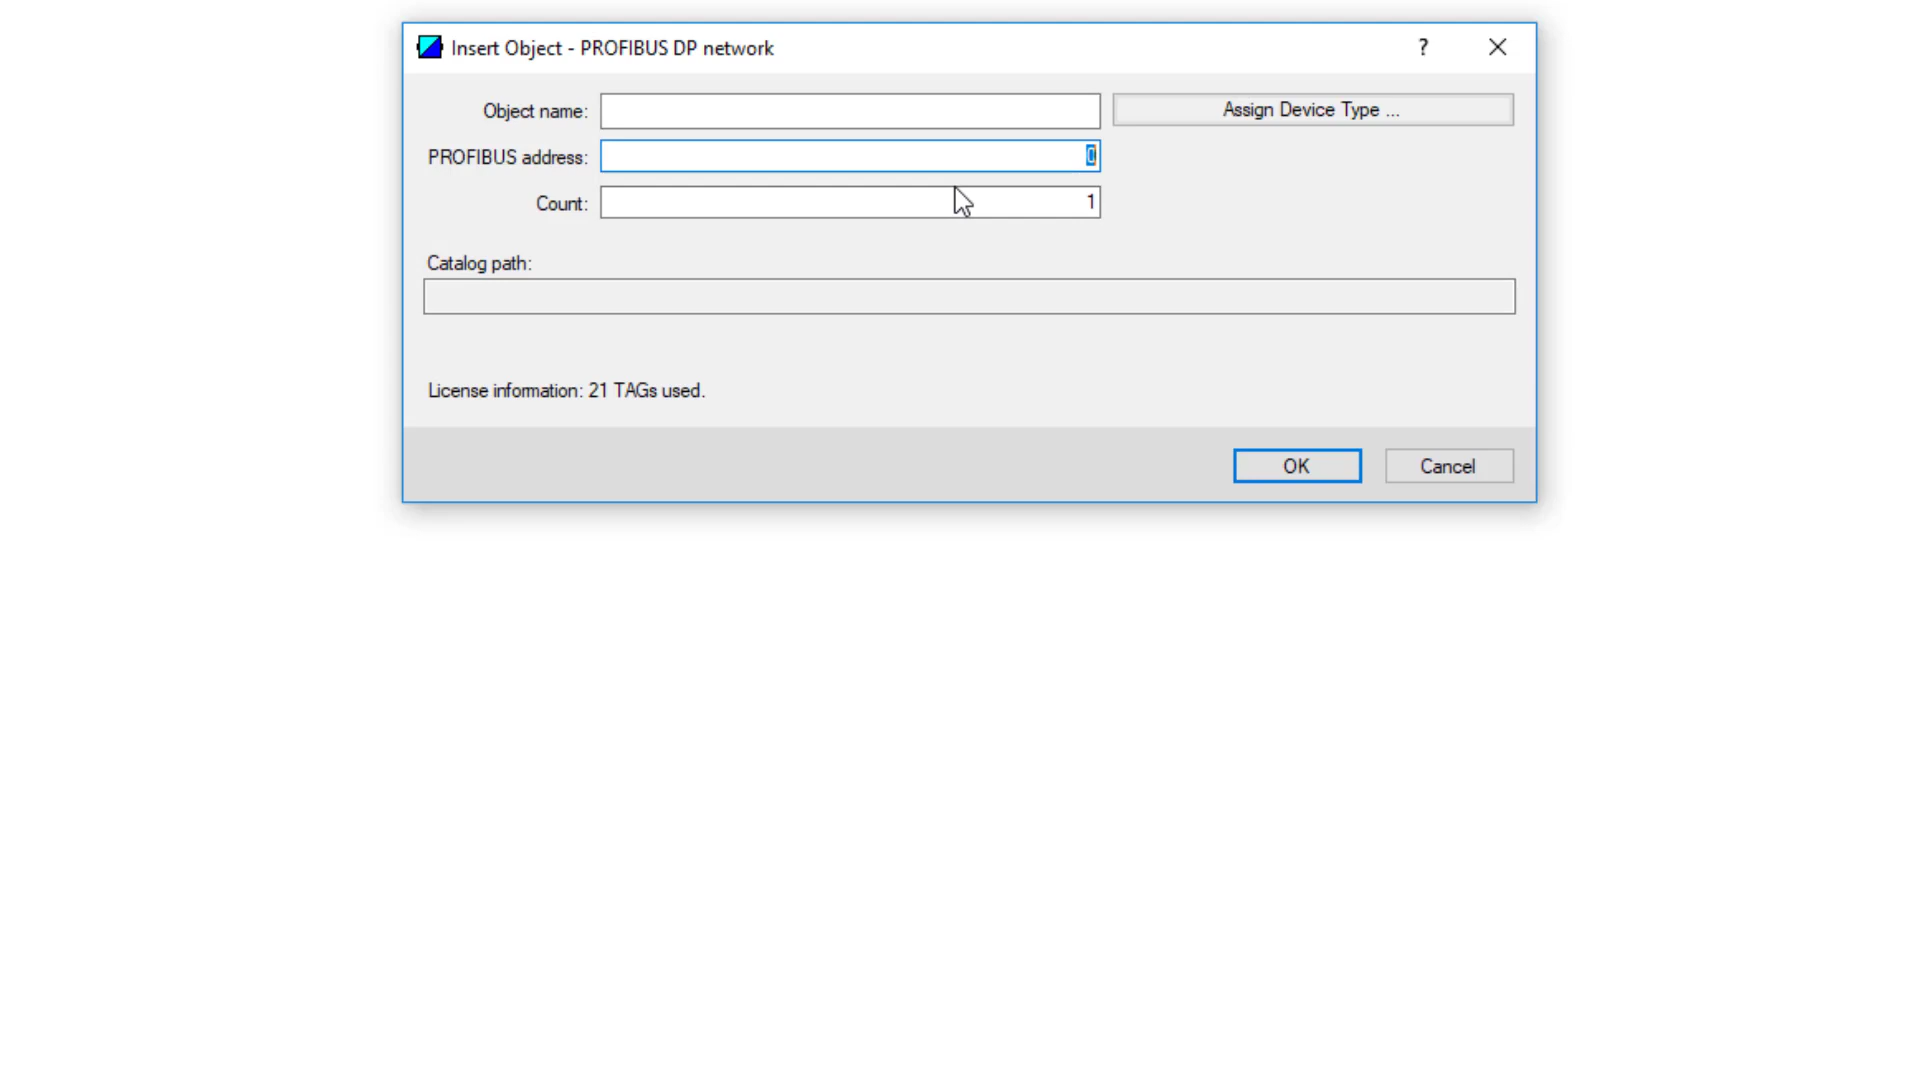 Insert Object - PROFIBUS DP network
?
Object name:
Assign Device Type ...
PROFIBUS address:
0
Count:
1
Catalog path:
License information: 21 TAGs used.
OK
Cancel